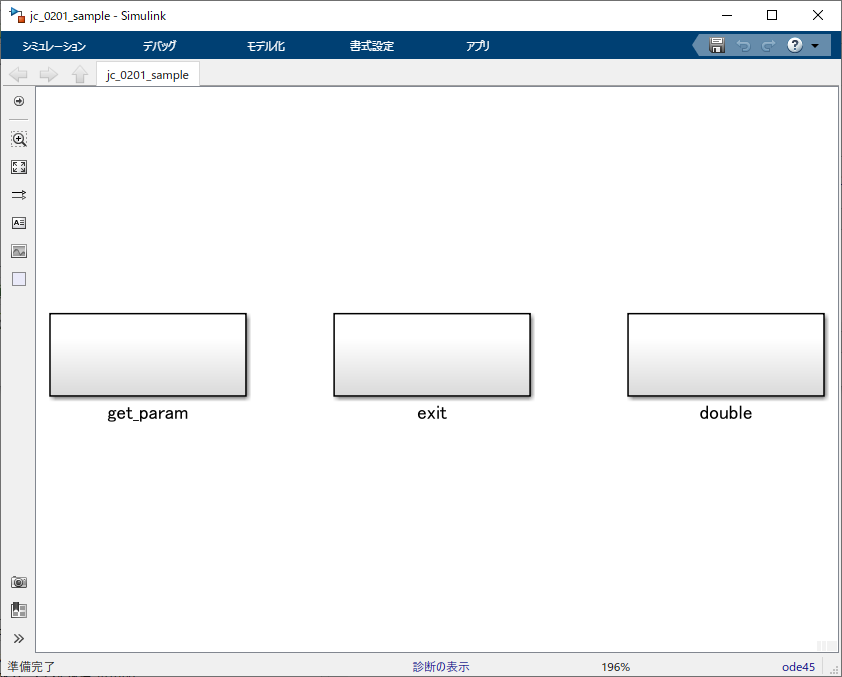 jc_0201_sample - Simulink
シミュレーション デバッグ モデル化 書式設定 アプリ
jc_0201_sample
get_param exit double
準備完了 診断の表示 196% ode45